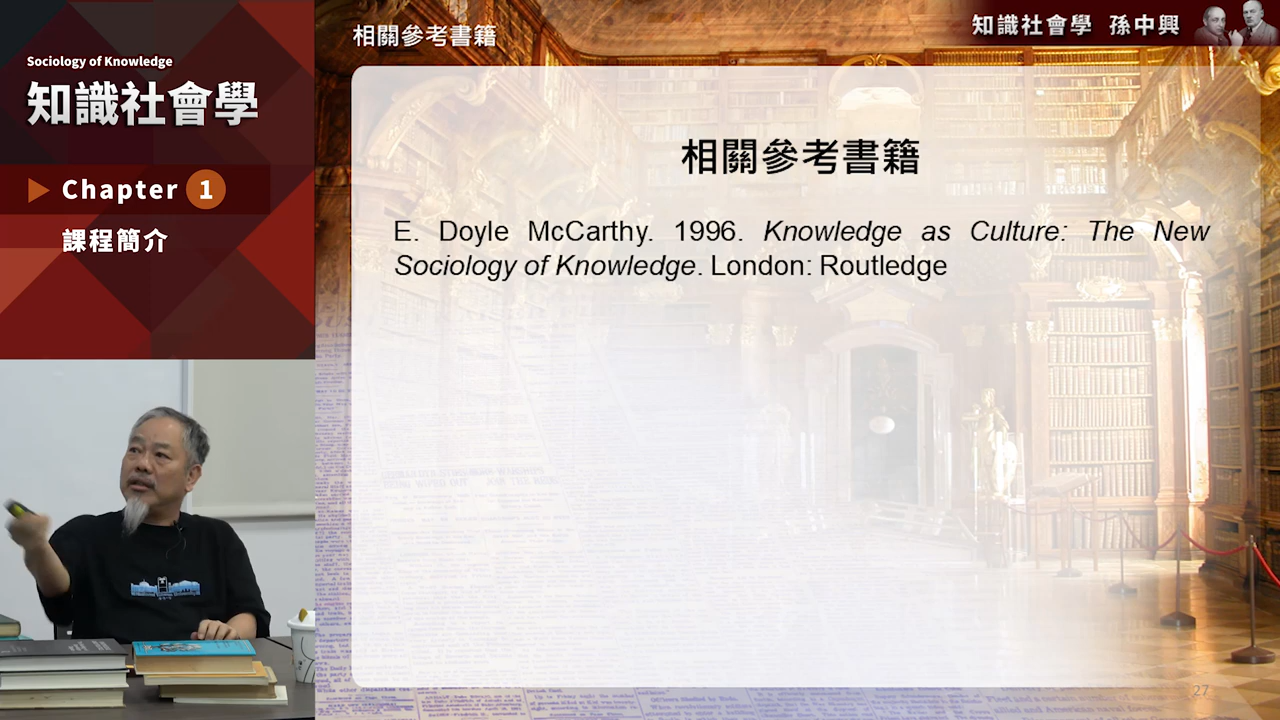 Sociology of Knowledge
知識社會學
Chapter 1
課程簡介
相關參考書籍
知識社會學 孫中興
相關參考書籍
E. Doyle McCarthy. 1996. Knowledge as Culture: The New
Sociology of Knowledge. London: Routledge
27